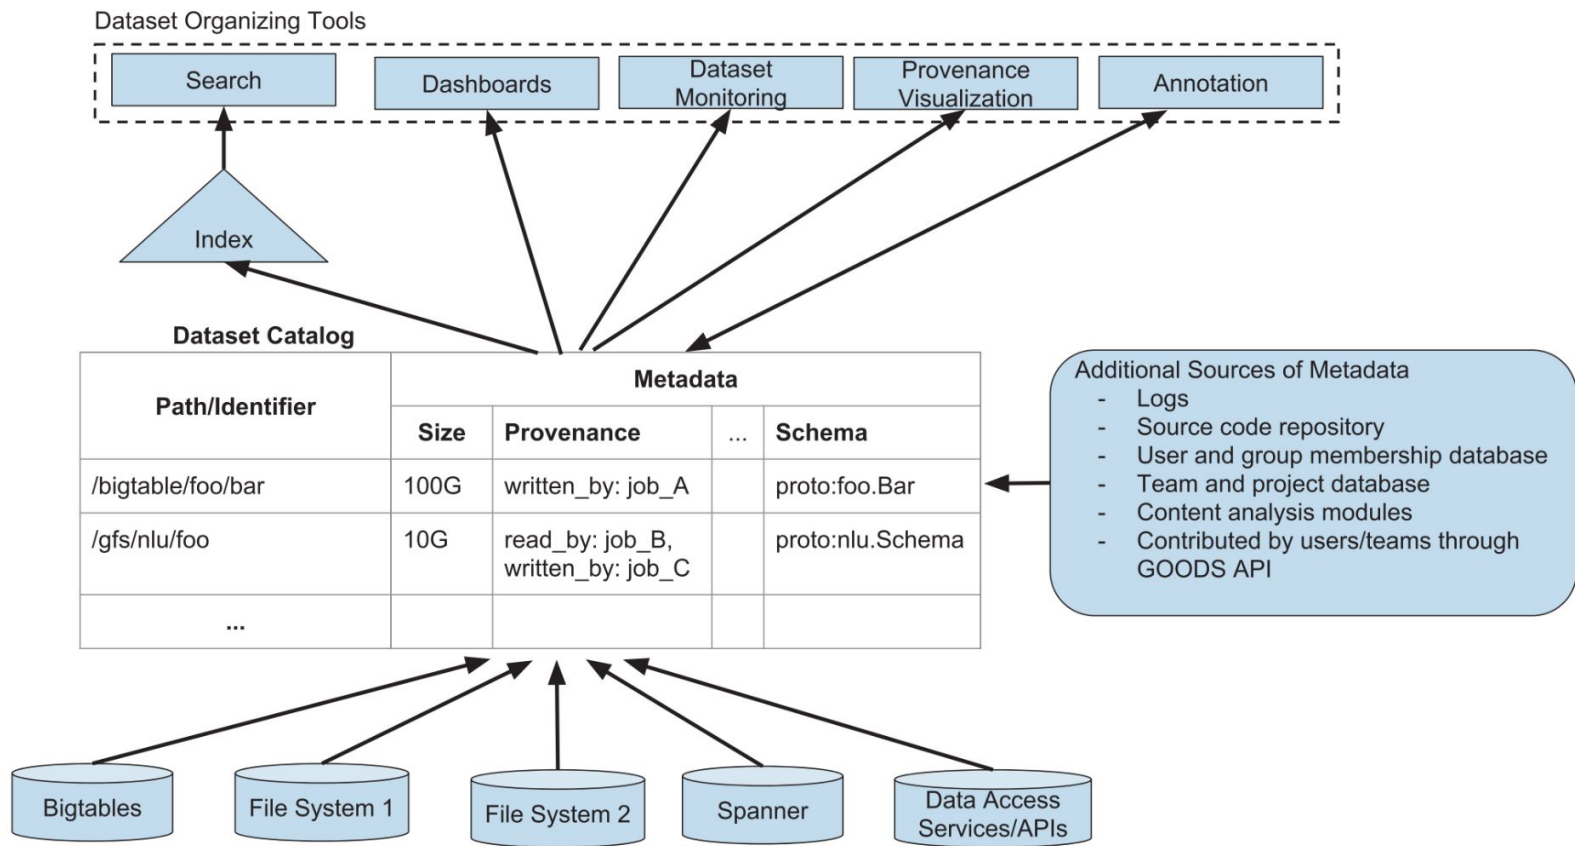 Dataset Organizing Tools
Search
Dashboards
Dataset
Monitoring
Provenance
Visualization
Annotation
Index
Dataset Catalog
Path/Identifier
Metadata
Size
Provenance
...
Schema
/bigtable/foo/bar
100G
written_by: job_A
proto:foo.Bar
/gfs/nlu/foo
10G
read_by: job_B,
written_by: job_C
proto:nlu.Schema
...
Additional Sources of Metadata
- Logs
- Source code repository
- User and group membership database
- Team and project database
- Content analysis modules
- Contributed by users/teams through
GOODS API
Bigtables
File System 1
File System 2
Spanner
Data Access
Services/APIs